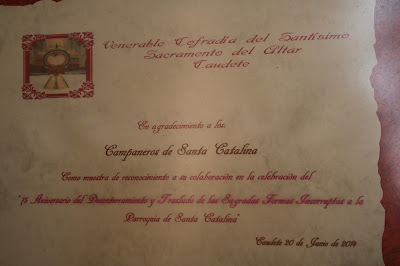 Venerable Cofradía del Santísimo
Sacramento del Altar
Caudete
En agradecimiento a los:
Campaneros de Santa Catalina
Como muestra de reconocimiento a su colaboración en la celebración del
"75 Aniversario del Desenterramiento y Traslado de las Sagradas Formas Incorruptas a la
Parroquia de Santa Catalina"
Caudete 20 de Junio de 2014